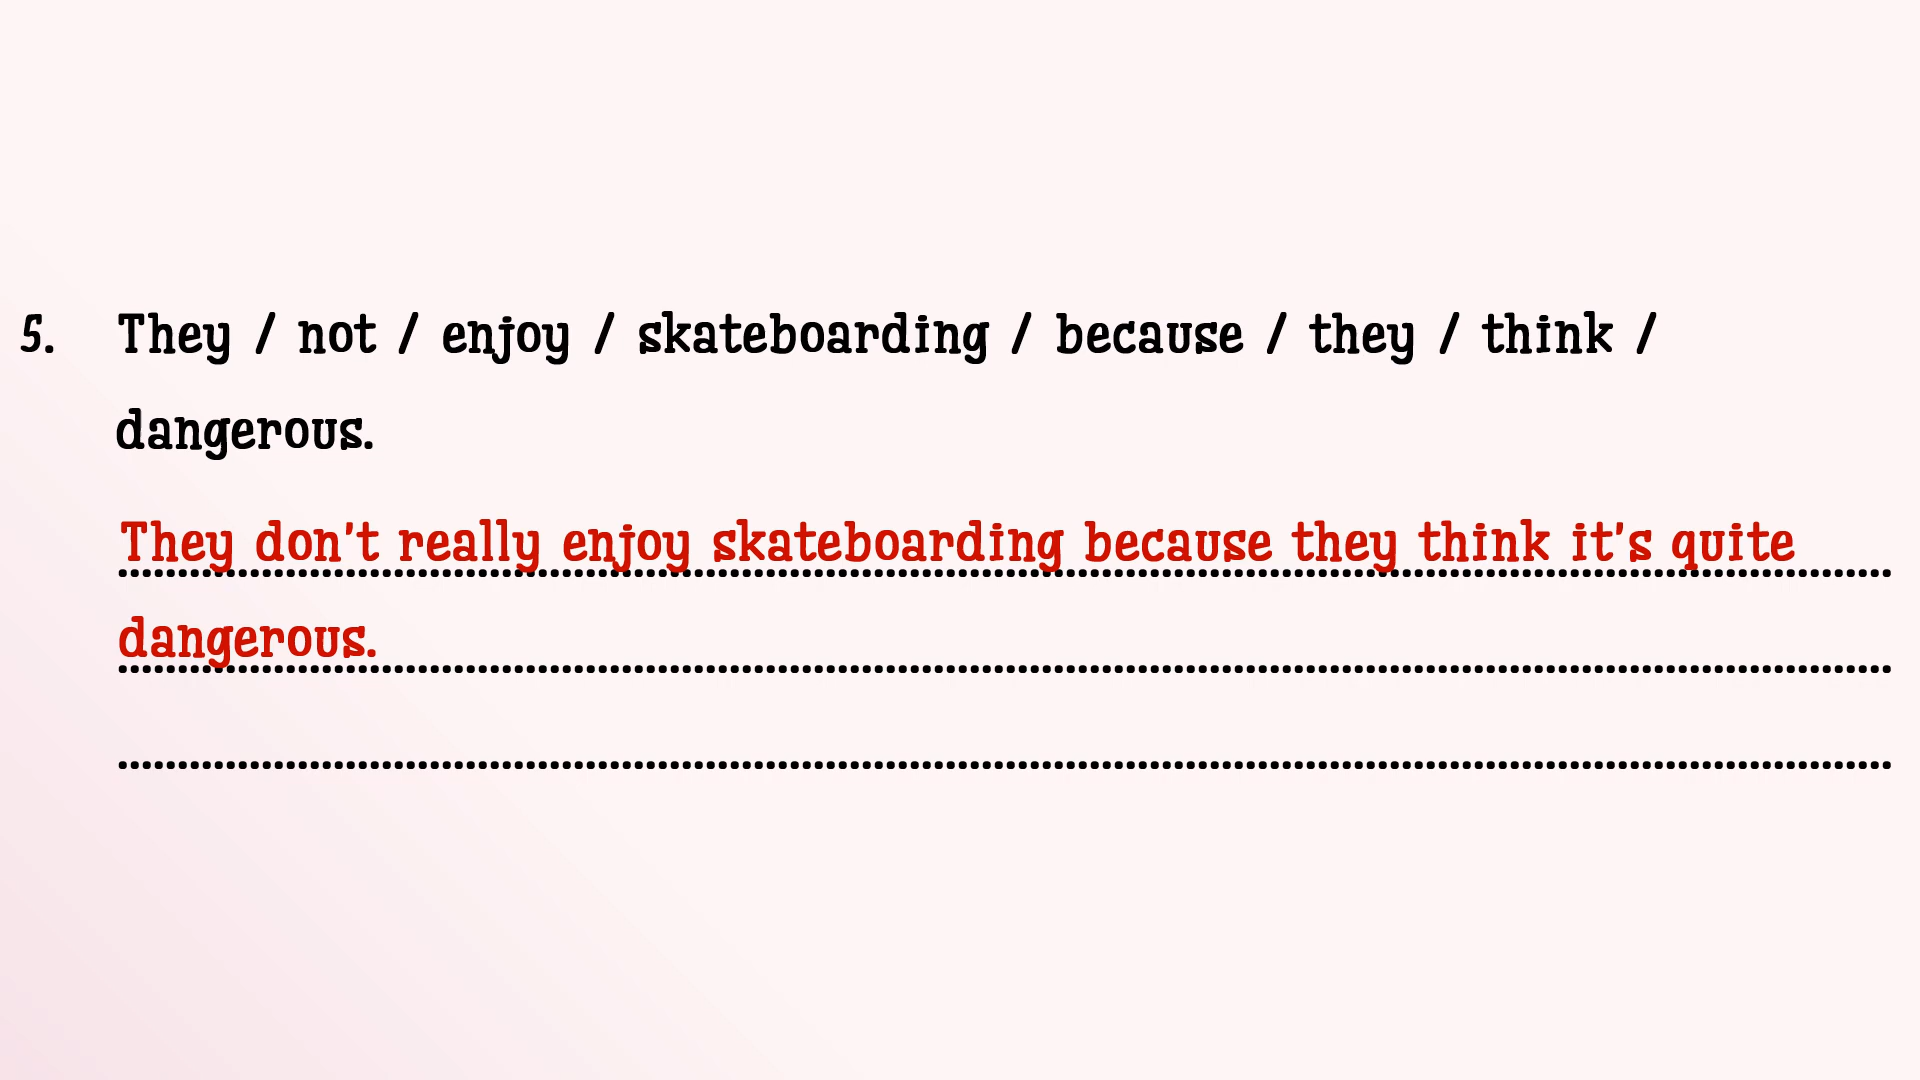 5. They / not / enjoy / skateboarding / because / they / think /
dangerous.
They don't really enjoy skateboarding because they think it's quite
dangerous.